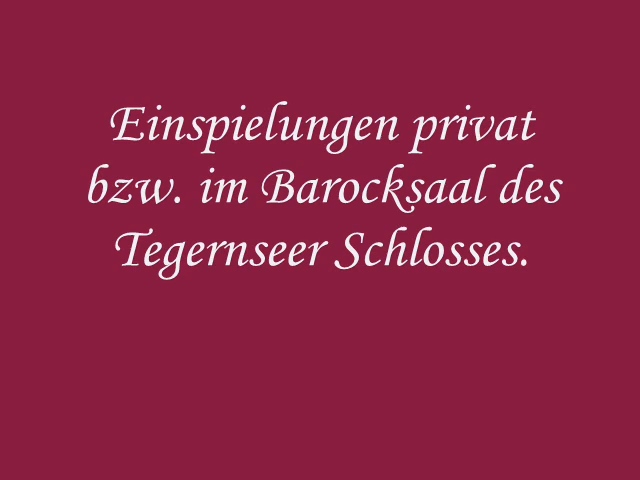 Einspielungen privat
bzw. im Barocksaal des
Tegernseer Schlosses.